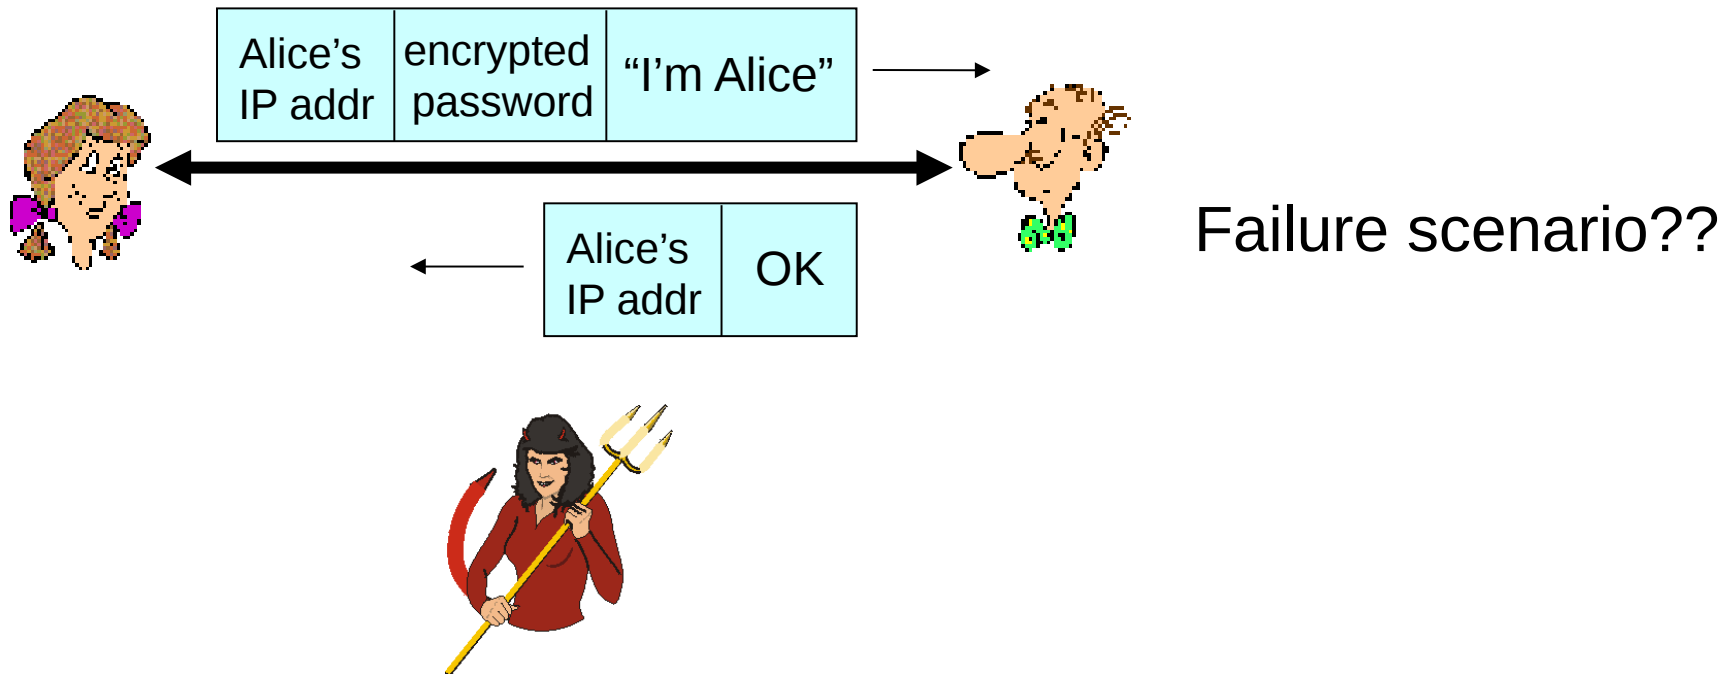 Alice’s
IP addr
encrypted
password
“I’m Alice”
Failure scenario??
Alice’s
IP addr
OK